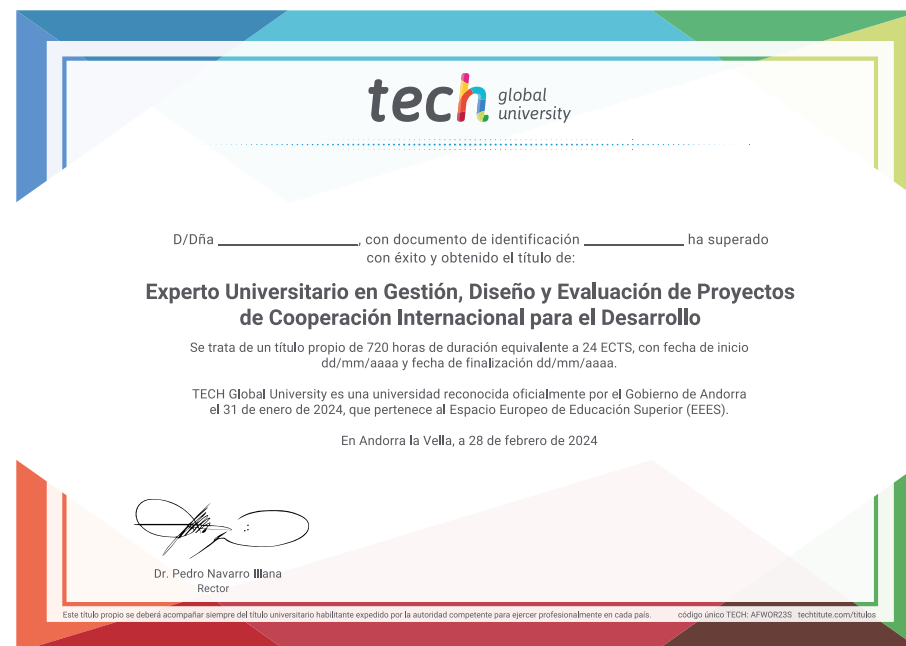 tech global university
D/Dña ____________________, con documento de identificación ______________ ha superado
con éxito y obtenido el título de:
Experto Universitario en Gestión, Diseño y Evaluación de Proyectos
de Cooperación Internacional para el Desarrollo
Se trata de un título propio de 720 horas de duración equivalente a 24 ECTS, con fecha de inicio
dd/mm/aaaa y fecha de finalización dd/mm/aaaa.
TECH Global University es una universidad reconocida oficialmente por el Gobierno de Andorra
el 31 de enero de 2024, que pertenece al Espacio Europeo de Educación Superior (EEES).
En Andorra la Vella, a 28 de febrero de 2024
Dr. Pedro Navarro Illana
Rector
Este título propio se deberá acompañar siempre del título universitario habilitante expedido por la autoridad competente para ejercer profesionalmente en cada país. código único TECH: AFWOR23S techtitute.com/titulos